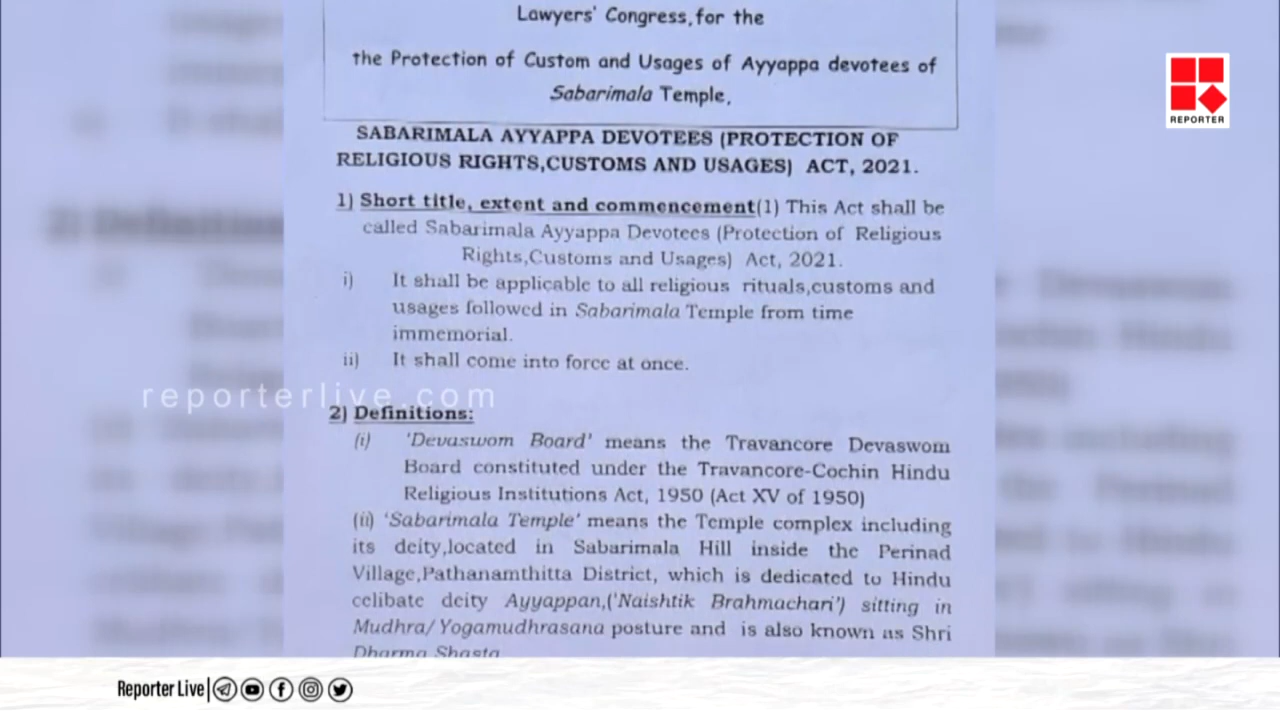 Lawyers' Congress,for the
the Protection of Custom and Usages of Ayyappa devotees of
Sabarimala Temple,
REPORTER
SABARIMALA AYYAPPA DEVOTEES (PROTECTION OF
RELIGIOUS RIGHTS,CUSTOMS AND USAGES) ACT, 2021.
1) Short title, extent and commencement(1) This Act shall be
called Sabarimala Ayyappa Devotees (Protection of Religious
Rights,Customs and Usages) Act, 2021.
i) It shall be applicable to all religious rituals,customs and
usages followed in Sabarimala Temple from time
immemorial.
ii) It shall come into force at once.
reporterlive.com
2) Definitions:
(i) 'Devaswom Board' means the Travancore Devaswom
Board constituted under the Travancore-Cochin Hindu
Religious Institutions Act, 1950 (Act XV of 1950)
(ii) 'Sabarimala Temple' means the Temple complex including
its deity,located in Sabarimala Hill inside the Perinad
Village,Pathanamthitta District, which is dedicated to Hindu
celibate deity Ayyappan,('Naishtik Brahmachari') sitting in
Mudhra/Yogamudhrasana posture and is also known as Shri
Dharma Shasta
Reporter Live|